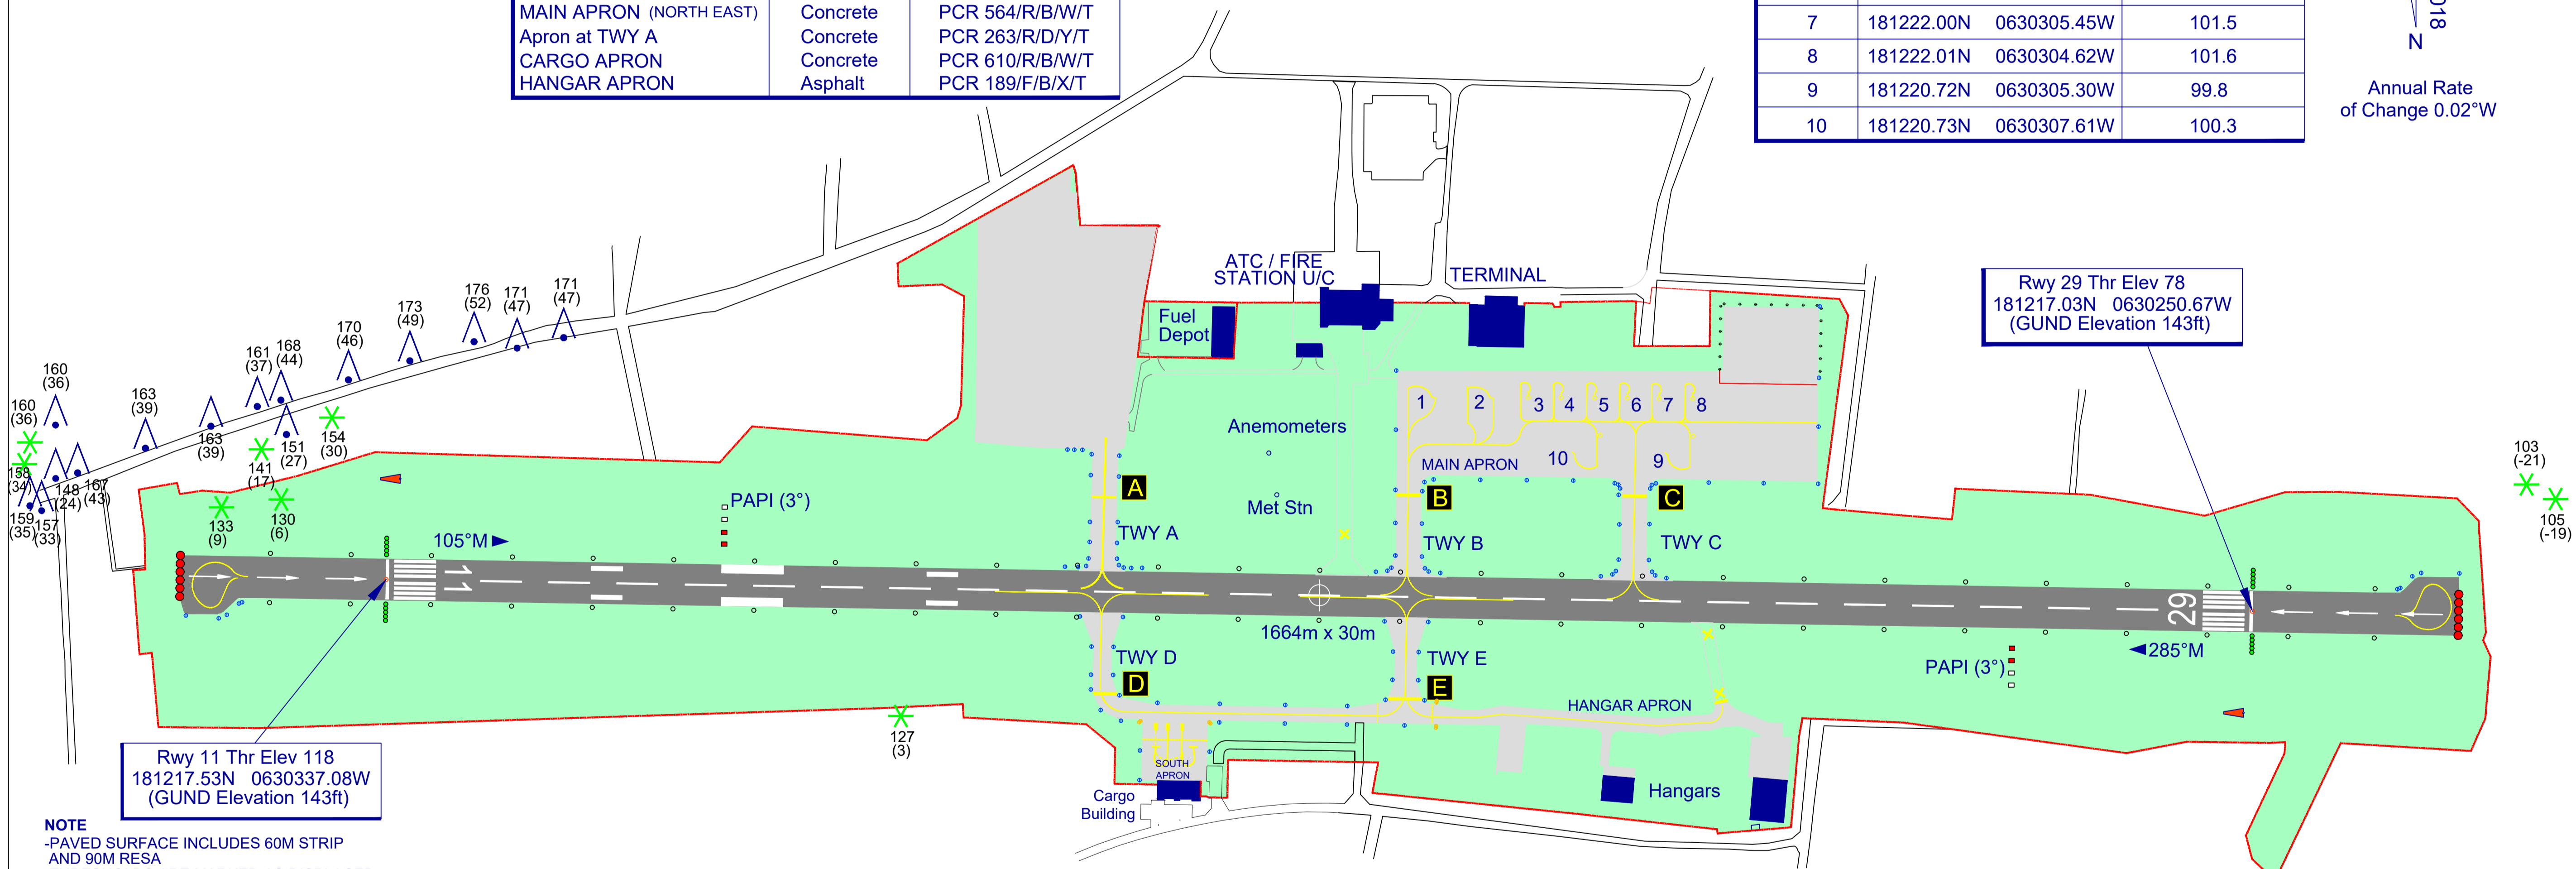 MAIN APRON (NORTH EAST) Concrete PCR 564/R/B/W/T
Apron at TWY A Concrete PCR 263/R/D/Y/T
CARGO APRON Concrete PCR 610/R/B/W/T
HANGAR APRON Asphalt PCR 189/F/B/X/T
7 181222.00N 0630305.45W 101.5
8 181222.01N 0630304.62W 101.6
9 181220.72N 0630305.30W 99.8
10 181220.73N 0630307.61W 100.3
018
N
Annual Rate
of Change 0.02°W
ATC / FIRE
STATION U/C
TERMINAL
Fuel
Depot
Rwy 29 Thr Elev 78
181217.03N 0630250.67W
(GUND Elevation 143ft)
160
(36)
160
(36)
163
(39)
163
(39)
161
(37)
168
(44)
170
(46)
173
(49)
176
(52)
171
(47)
171
(47)
158
(34)
148
(24)
167
(43)
159
(35)
157
(33)
141
(17)
151
(27)
154
(30)
133
(9)
130
(6)
103
(-21)
105
(-19)
1
2
3
4
5
6
7
8
10
9
MAIN APRON
Anemometers
Met Stn
PAPI (3°)
105°M
A
B
C
TWY A
TWY B
TWY C
11
29
1664m x 30m
TWY D
TWY E
D
E
285°M
PAPI (3°)
HANGAR APRON
127
(3)
SOUTH
APRON
Cargo
Building
Hangars
Rwy 11 Thr Elev 118
181217.53N 0630337.08W
(GUND Elevation 143ft)
NOTE
-PAVED SURFACE INCLUDES 60M STRIP
AND 90M RESA